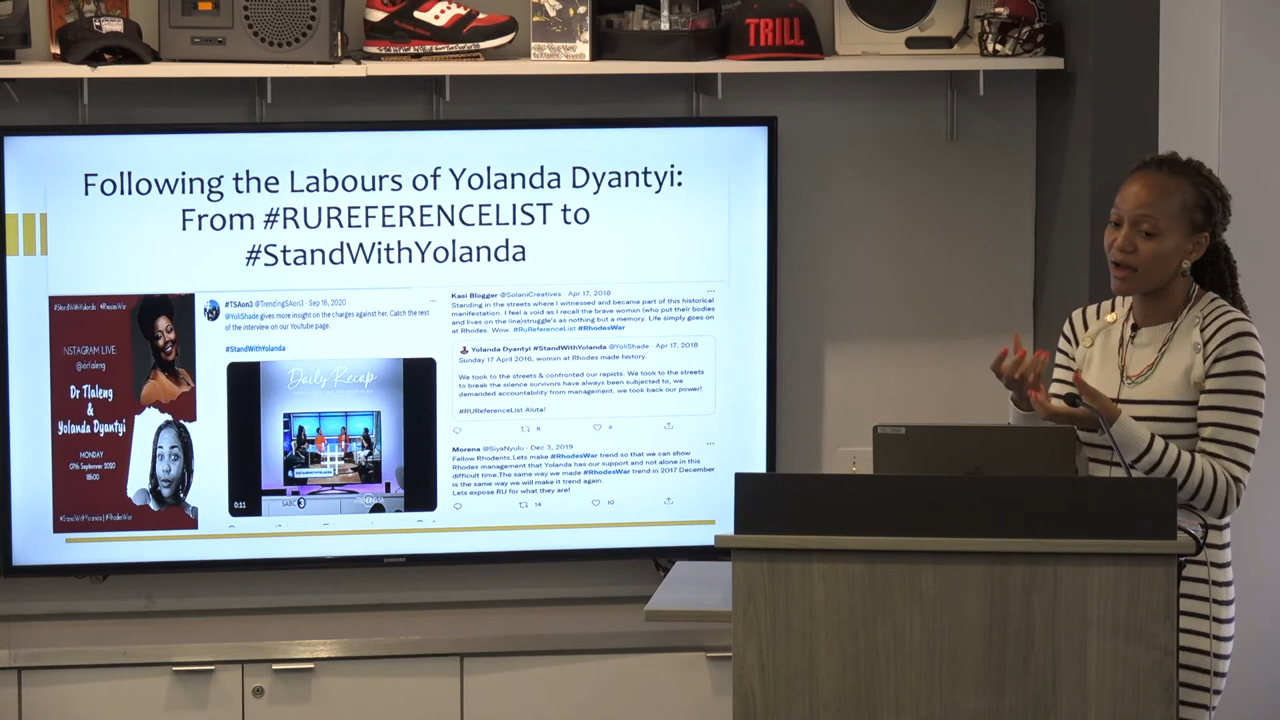 TRILL
Following the Labours of Yolanda Dyantyi:
From #RUREFERENCELIST to
#StandWithYolanda
#StandWithYolanda #RhodesWar
INSTAGRAM LIVE:
@drtlaleng
Dr Tlaleng
&
Yolanda Dyantyi
MONDAY
07th September 2020
18h00
#StandWithYolanda | #RhodesWar
#TSAon3 @TrendingSAon3 · Sep 16, 2020
@YoliShade gives more insight on the charges against her. Catch the rest
of the interview on our Youtube page.
#StandWithYolanda
Daily Recap
#STANDWITHYOLANDA
SABC 3
TRENDING SA
0:11
Kasi Blogger @SolaniCreatives · Apr 17, 2018
Standing in the streets where I witnessed and became part of this historical
manifestation. I feel a void as I recall the brave womxn (who put their bodies
and lives on the line)struggle's as nothing but a memory. Life simply goes on
at Rhodes. Wow. #RuReferenceList #RhodesWar
Yolanda Dyantyi #StandWithYolanda @YoliShade · Apr 17, 2018
Sunday 17 April 2016, womxn at Rhodes made history.
We took to the streets & confronted our rapists. We took to the streets
to break the silence survivors have always been subjected to, we
demanded accountability from management, we took back our power!
#RUReferenceList Aluta!
8
4
Morena @SiyaNyulu · Dec 3, 2019
Fellow Rhodents.Lets make #RhodesWar trend so that we can show
Rhodes management that Yolanda has our support and not alone in this
difficult time.The same way we made #RhodesWar trend in 2017 December
is the same way we will make it trend again.
Lets expose RU for what they are!
14
10
SAMSUNG